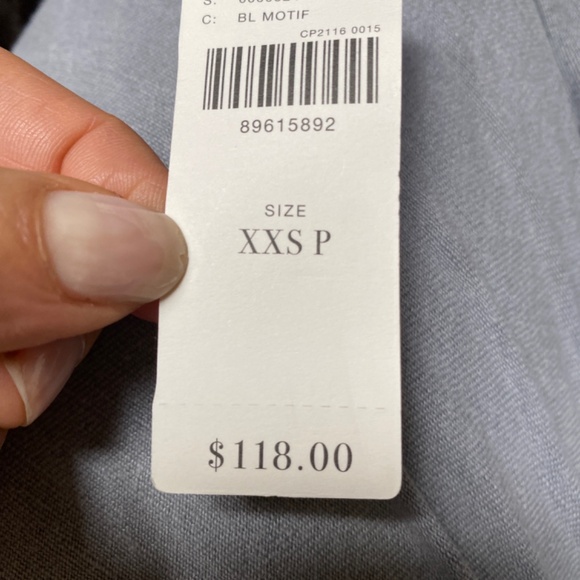 S:
C: BL MOTIF
CP2116 0015
89615892
SIZE
XXS P
$118.00